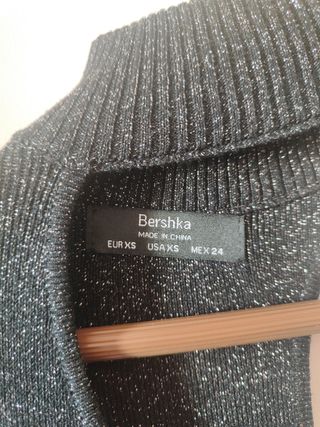 Bershka
MADE IN CHINA
EUR XS USA XS MEX 24